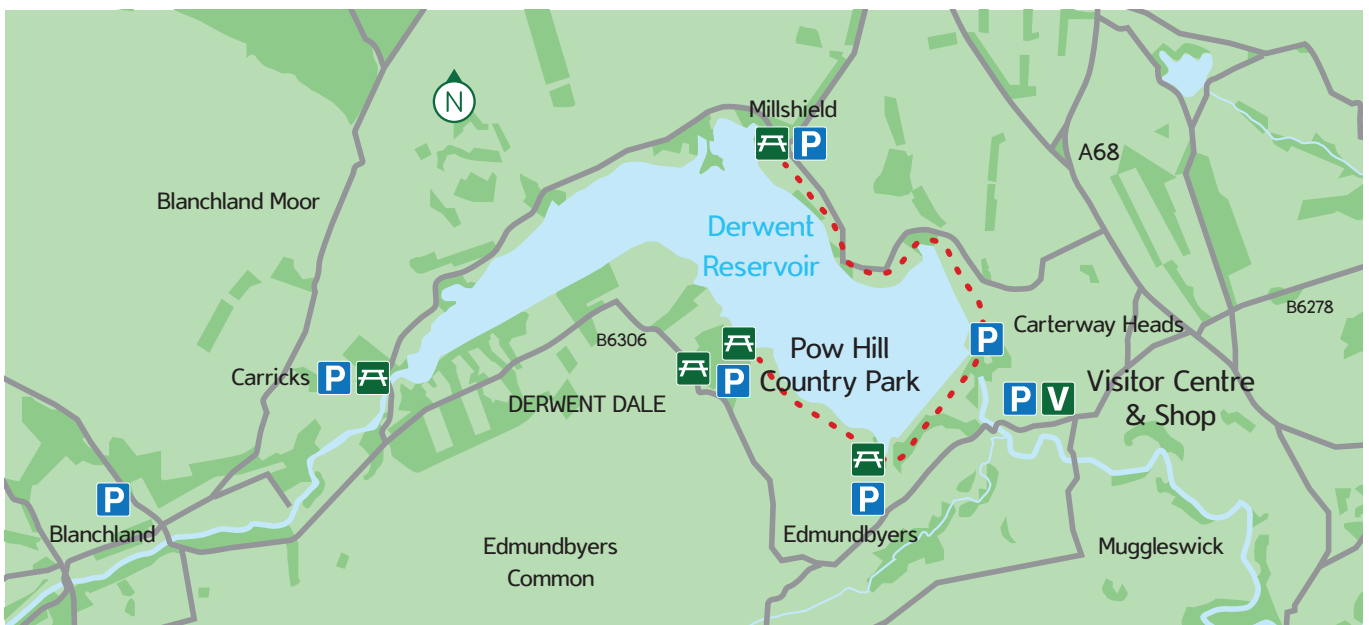 Millshield
P
N
A68
Blanchland Moor
Derwent
Reservoir
B6278
Carterway Heads
P
B6306
Pow Hill
Country Park
Carricks P
P
P V
Visitor Centre
& Shop
DERWENT DALE
P
Blanchland
P
Edmundbyers
Edmundbyers
Common
Muggleswick